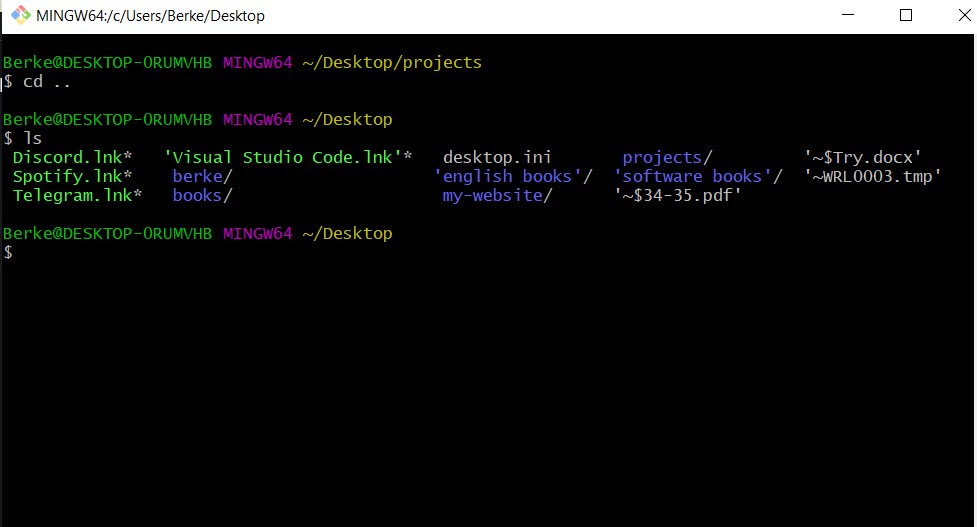 MINGW64:/c/Users/Berke/Desktop
Berke@DESKTOP-0RUMVHB MINGW64 ~/Desktop/projects
$ cd ..
Berke@DESKTOP-0RUMVHB MINGW64 ~/Desktop
$ ls
Discord.lnk* 'Visual Studio Code.lnk'* desktop.ini projects/ '~$Try.docx'
Spotify.lnk* berke/ 'english books'/ 'software books'/ '~WRL0003.tmp'
Telegram.lnk* books/ my-website/ '~$34-35.pdf'
Berke@DESKTOP-0RUMVHB MINGW64 ~/Desktop
$